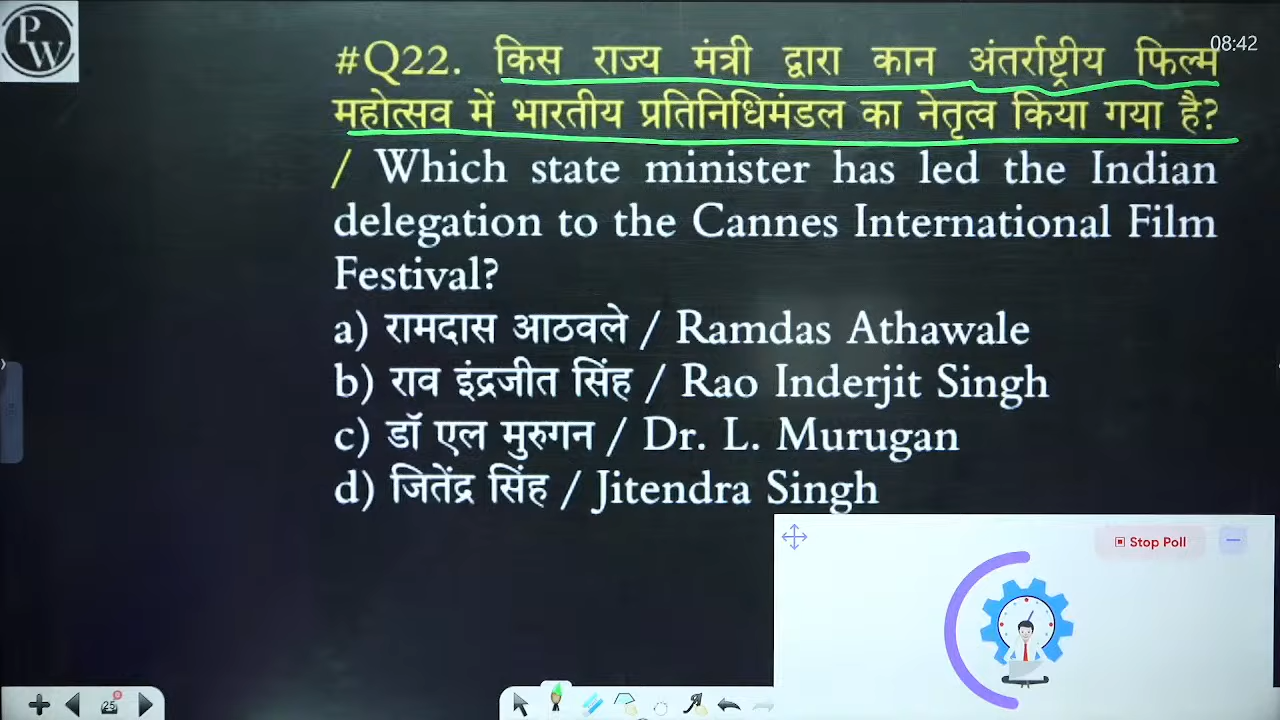 PW
08:42
#Q22. किस राज्य मंत्री द्वारा कान अंतर्राष्ट्रीय फिल्म
महोत्सव में भारतीय प्रतिनिधिमंडल का नेतृत्व किया गया है?
/ Which state minister has led the Indian
delegation to the Cannes International Film
Festival?
a) रामदास आठवले / Ramdas Athawale
b) राव इंद्रजीत सिंह / Rao Inderjit Singh
c) डॉ एल मुरुगन / Dr. L. Murugan
d) जितेंद्र सिंह / Jitendra Singh
Stop Poll
25